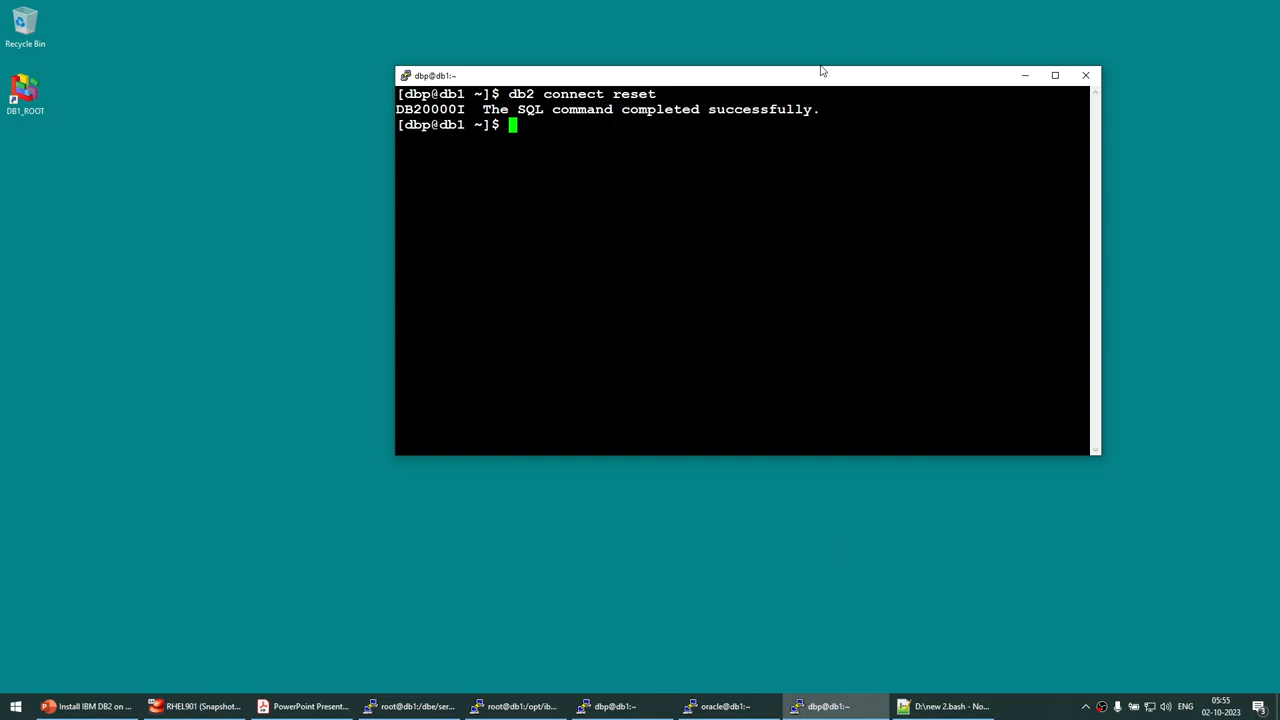 Recycle Bin
DB1_ROOT
dbp@db1:~
[dbp@db1 ~]$ db2 connect reset
DB20000I  The SQL command completed successfully.
[dbp@db1 ~]$
Install IBM DB2 on ...
RHEL901 (Snapshot...
PowerPoint Present...
root@db1:/dbe/ser...
root@db1:/opt/ib...
dbp@db1:~
oracle@db1:~
dbp@db1:~
D:\new 2.bash - No...
ENG
05:55
02-10-2023